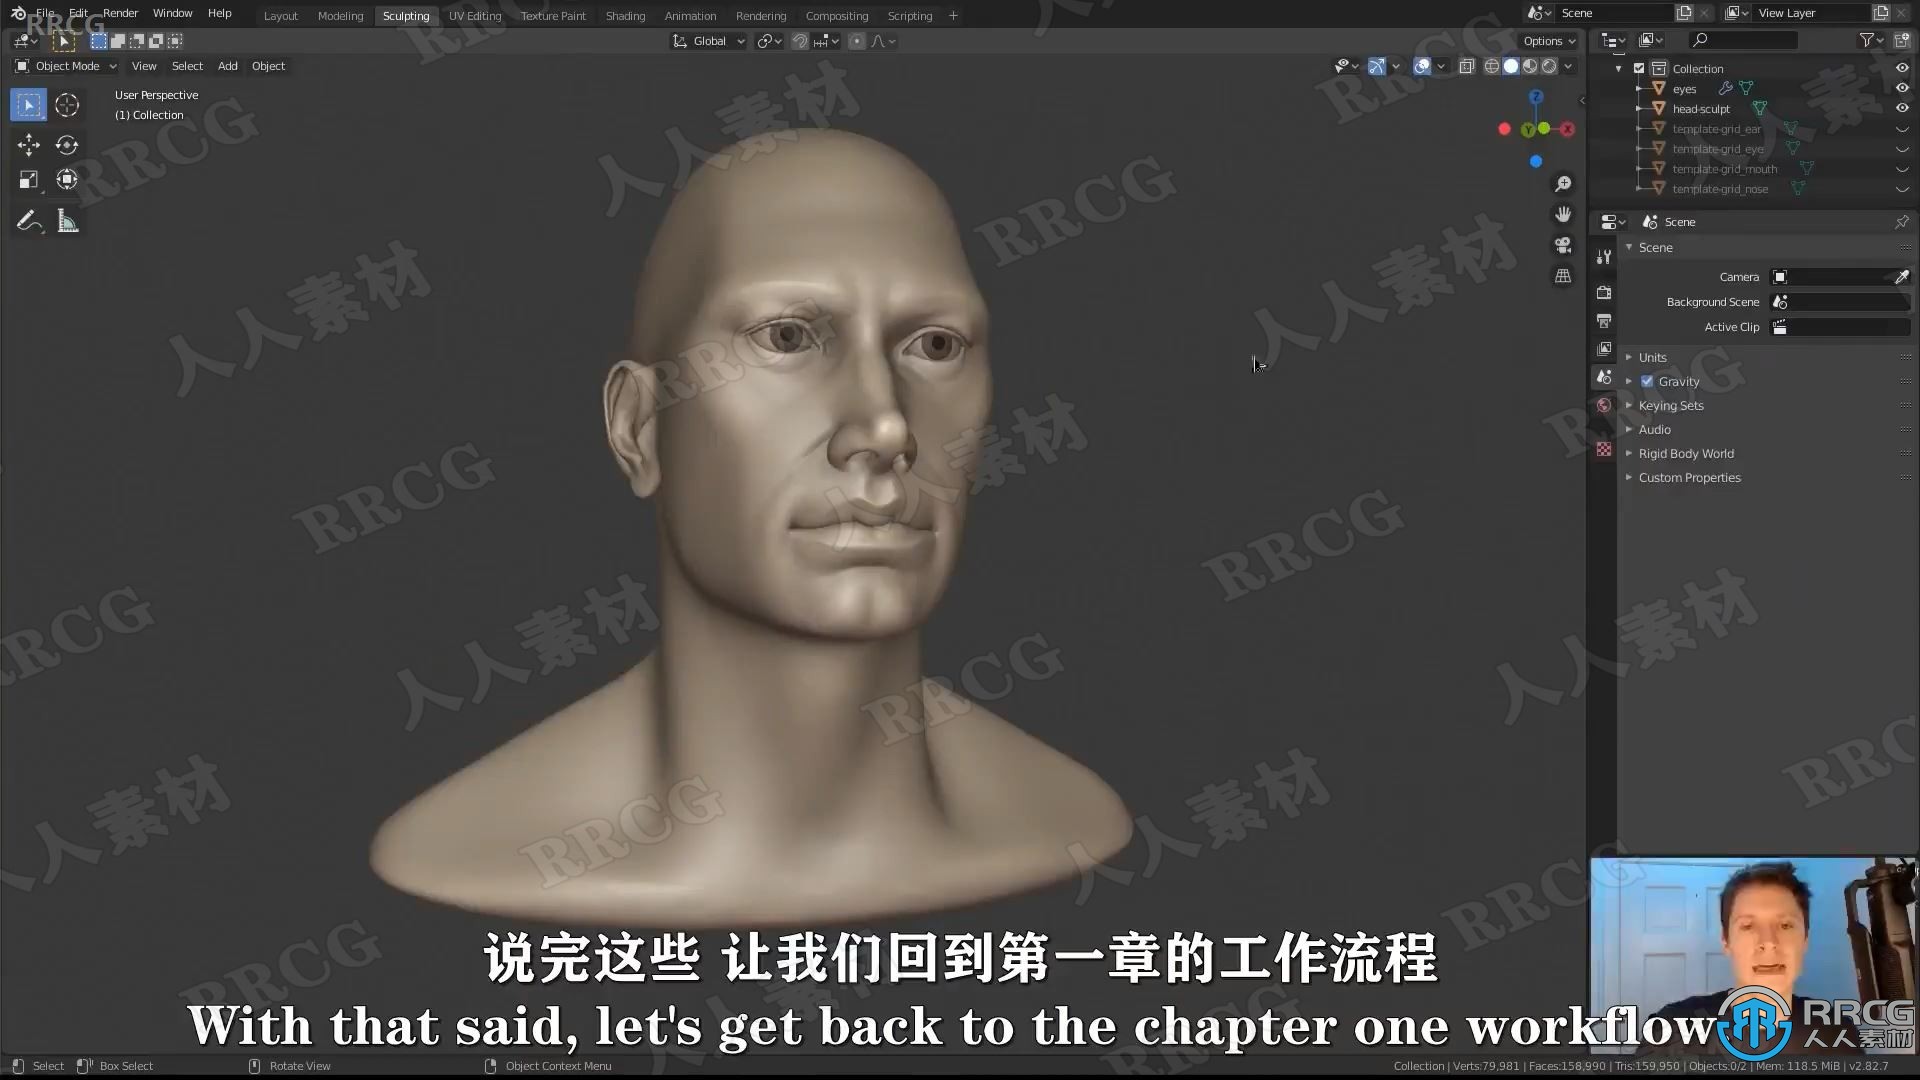 File Edit Render Window Help
Layout Modeling Sculpting UV Editing Texture Paint Shading Animation Rendering Compositing Scripting +
Scene View Layer
RRCG
Global
Options
Object Mode View Select Add Object
User Perspective
(1) Collection
Collection
eyes
head-sculpt
template-grid_ear
template-grid_eye
template-grid_mouth
template-grid_nose
Scene
Scene
Camera
Background Scene
Active Clip
Units
Gravity
Keying Sets
Audio
Rigid Body World
Custom Properties
Z
Y
X
人人素材
RRCG
说完这些 让我们回到第一章的工作流程
With that said, let's get back to the chapter one workflow
RRCG
人人素材
Select Box Select Rotate View Object Context Menu
Collection | Verts:79,981 | Faces:158,990 | Tris:159,950 | Objects:0/2 | Mem: 118.5 MiB | v2.82.7